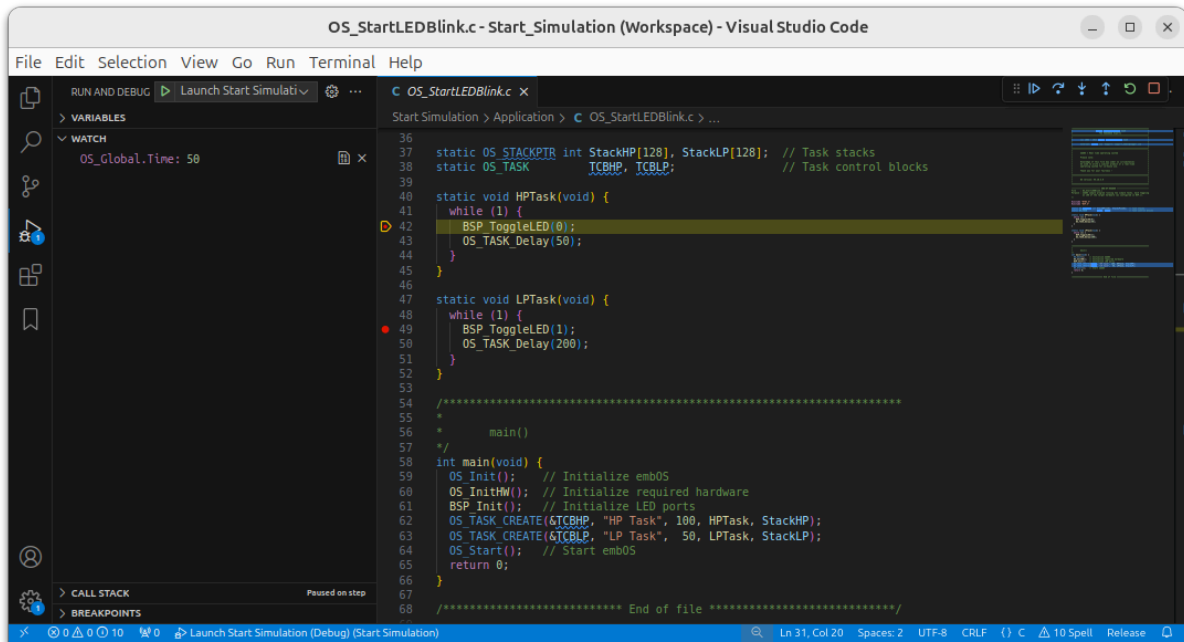 OS_StartLEDBlink.c - Start_Simulation (Workspace) - Visual Studio Code
File Edit Selection View Go Run Terminal Help
RUN AND DEBUG Launch Start Simulati
OS_StartLEDBlink.c
VARIABLES
Start Simulation > Application > C OS_StartLEDBlink.c > ...
WATCH
OS_Global.Time: 50
36
37 static OS_STACKPTR int StackHP[128], StackLP[128]; // Task stacks
38 static OS_TASK TCBHP, TCBLP; // Task control blocks
39
40 static void HPTask(void) {
41 while (1) {
42 BSP_ToggleLED(0);
43 OS_TASK_Delay(50);
44 }
45 }
46
47 static void LPTask(void) {
48 while (1) {
49 BSP_ToggleLED(1);
50 OS_TASK_Delay(200);
51 }
52 }
53
54 /*********************************************************************
55 *
56 * main()
57 */
58 int main(void) {
59 OS_Init(); // Initialize embOS
60 OS_InitHW(); // Initialize required hardware
61 BSP_Init(); // Initialize LED ports
62 OS_TASK_CREATE(&TCBHP, "HP Task", 100, HPTask, StackHP);
63 OS_TASK_CREATE(&TCBLP, "LP Task", 50, LPTask, StackLP);
64 OS_Start(); // Start embOS
65 return 0;
66 }
67
68 /*************************** End of file ****************************/
1
1
CALL STACK Paused on step
BREAKPOINTS
0 0 10 0 Launch Start Simulation (Debug) (Start Simulation) Ln 31, Col 20 Spaces: 2 UTF-8 CRLF {} C 10 Spell Release